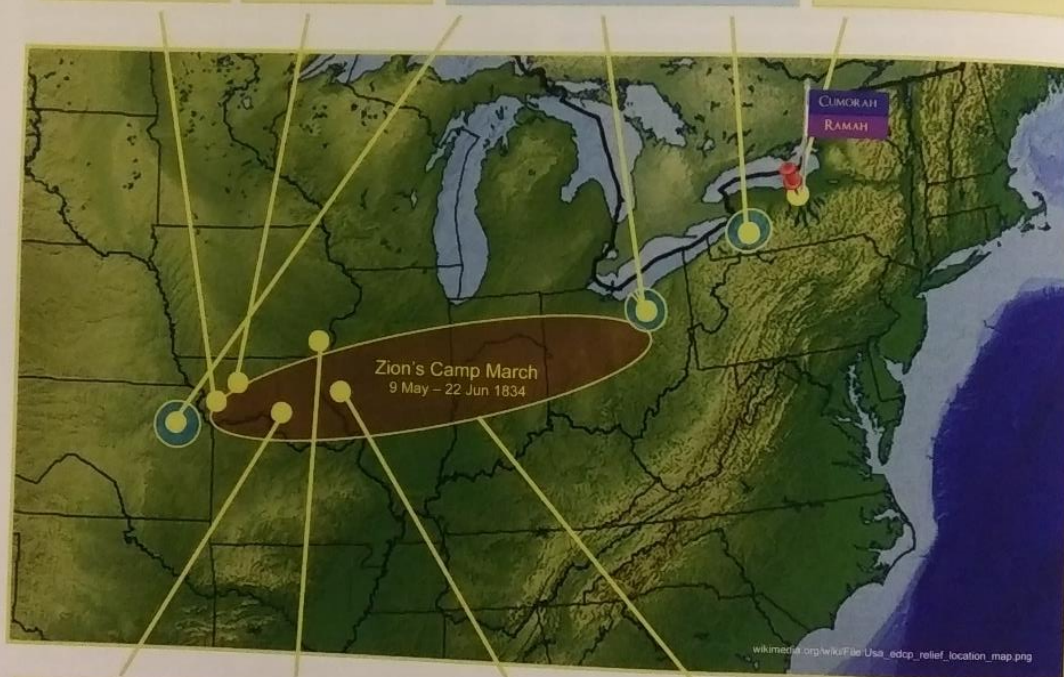 CUMORAH
RAMAH
Zion's Camp March
9 May – 22 Jun 1834
wikimedia.org/wiki/File:Usa_edcp_relief_location_map.png